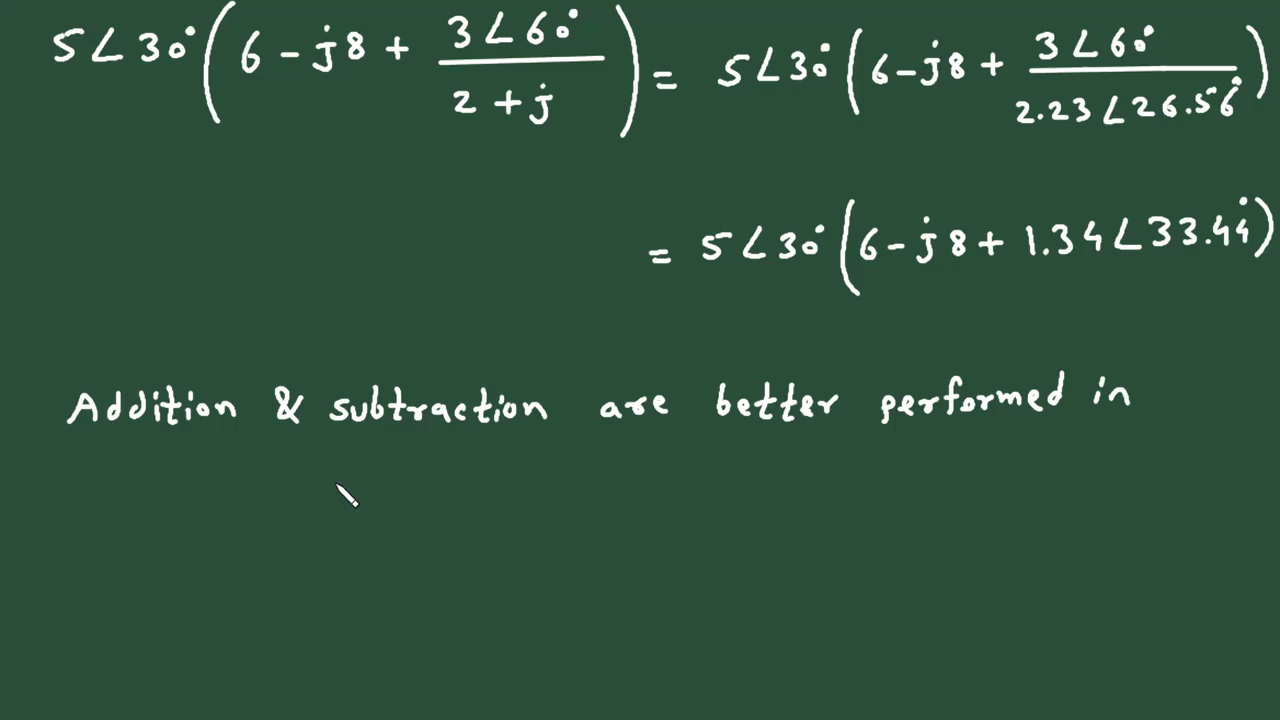 5∠30°(6-j8+ 3∠60° / 2+j) = 5∠30°(6-j8+ 3∠60° / 2.23∠26.56°)
= 5∠30°(6-j8+ 1.34∠33.44°)
Addition & subtraction are better performed in